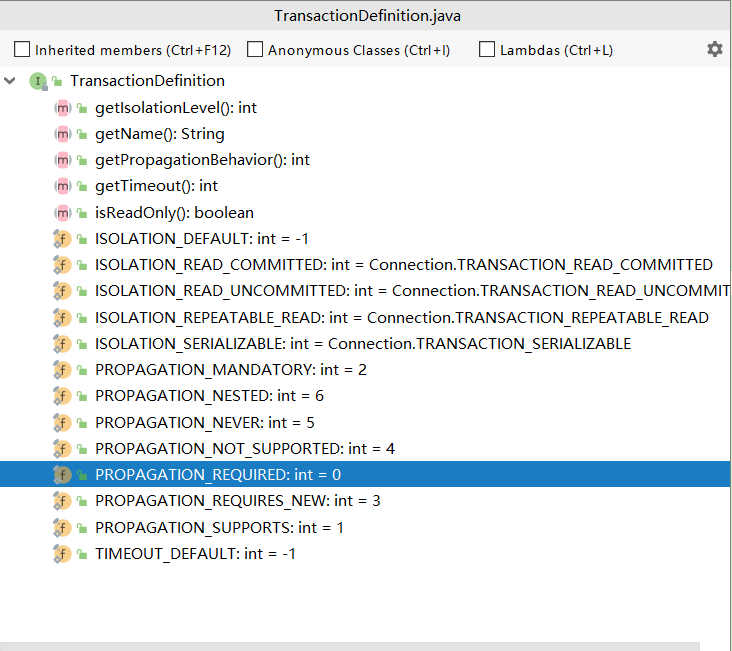 TransactionDefinition.java
Inherited members (Ctrl+F12) Anonymous Classes (Ctrl+I) Lambdas (Ctrl+L)
I TransactionDefinition
m getIsolationLevel(): int
m getName(): String
m getPropagationBehavior(): int
m getTimeout(): int
m isReadOnly(): boolean
f ISOLATION_DEFAULT: int = -1
f ISOLATION_READ_COMMITTED: int = Connection.TRANSACTION_READ_COMMITTED
f ISOLATION_READ_UNCOMMITTED: int = Connection.TRANSACTION_READ_UNCOMMIT
f ISOLATION_REPEATABLE_READ: int = Connection.TRANSACTION_REPEATABLE_READ
f ISOLATION_SERIALIZABLE: int = Connection.TRANSACTION_SERIALIZABLE
f PROPAGATION_MANDATORY: int = 2
f PROPAGATION_NESTED: int = 6
f PROPAGATION_NEVER: int = 5
f PROPAGATION_NOT_SUPPORTED: int = 4
f PROPAGATION_REQUIRED: int = 0
f PROPAGATION_REQUIRES_NEW: int = 3
f PROPAGATION_SUPPORTS: int = 1
f TIMEOUT_DEFAULT: int = -1